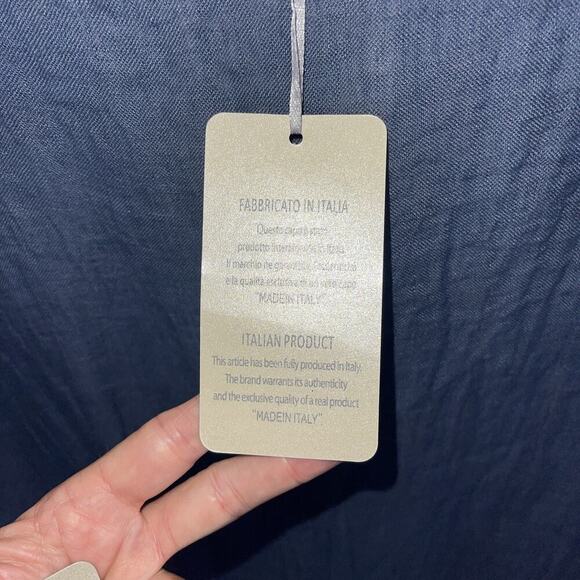 FABBRICATO IN ITALIA
Questo capo è stato
prodotto interamente in Italia.
Il marchio ne garantisce
e la qualità esclusiva di un vero capo
"MADEIN ITALY"
ITALIAN PRODUCT
This article has been fully produced in Italy.
The brand warrants its authenticity
and the exclusive quality of a real product
"MADEIN ITALY"